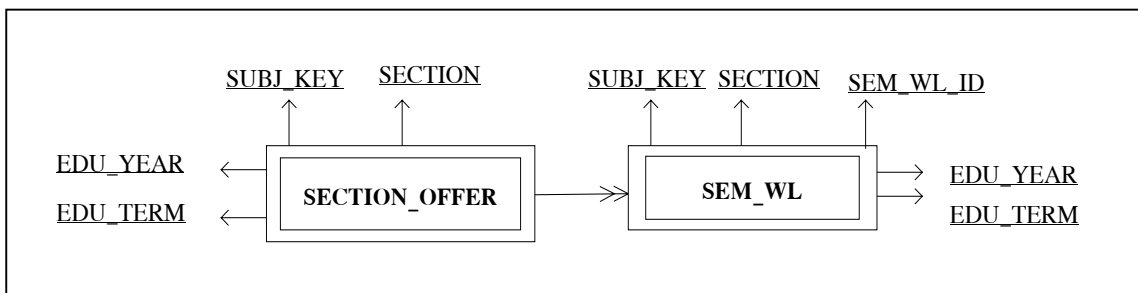 SUBJ_KEY SECTION SUBJ_KEY SECTION SEM_WL_ID
EDU_YEAR EDU_YEAR
SECTION_OFFER SEM_WL
EDU_TERM EDU_TERM